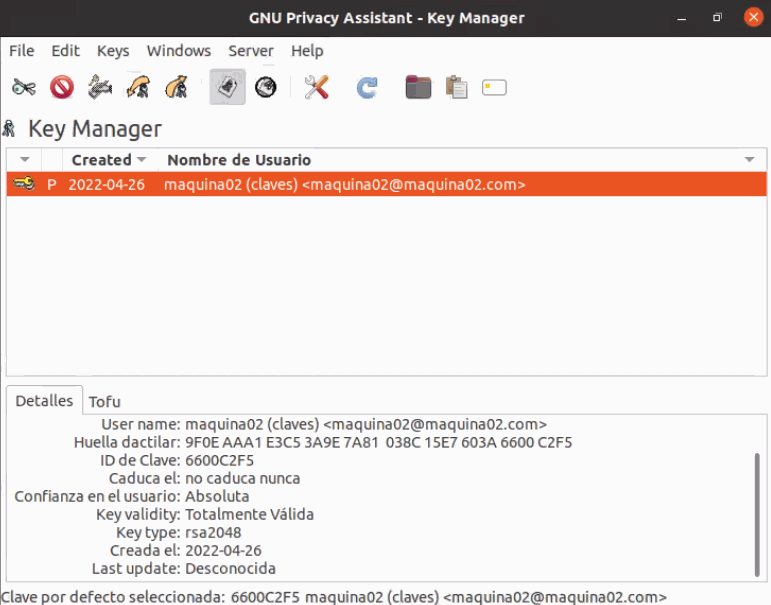 GNU Privacy Assistant - Key Manager
File Edit Keys Windows Server Help
Key Manager
Created Nombre de Usuario
P 2022-04-26 maquina02 (claves) <maquina02@maquina02.com>
Detalles Tofu
User name: maquina02 (claves) <maquina02@maquina02.com>
Huella dactilar: 9F0E AAA1 E3C5 3A9E 7A81 038C 15E7 603A 6600 C2F5
ID de Clave: 6600C2F5
Caduca el: no caduca nunca
Confianza en el usuario: Absoluta
Key validity: Totalmente Válida
Key type: rsa2048
Creada el: 2022-04-26
Last update: Desconocida
Clave por defecto seleccionada: 6600C2F5 maquina02 (claves) <maquina02@maquina02.com>